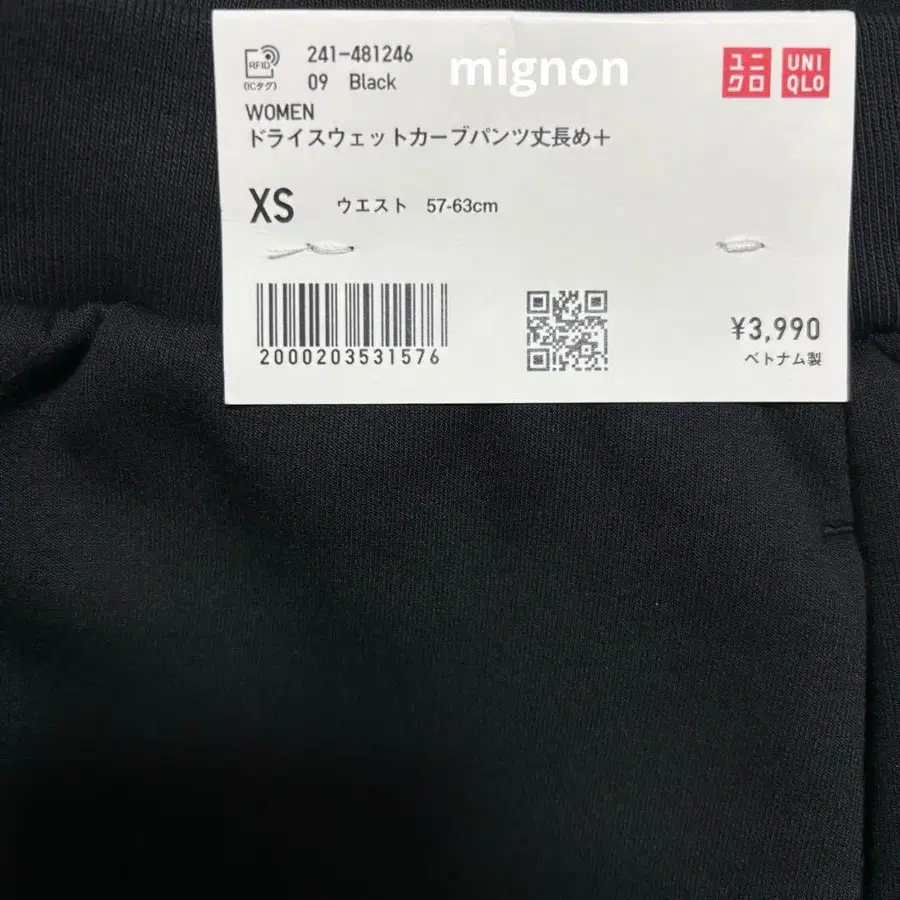 RFID
(ICタグ)
241-481246
09 Black
mignon
ユニクロ
UNIQLO
WOMEN
ドライスウェットカーブパンツ丈長め+
XS ウエスト 57-63cm
2000203531576
¥3,990
ベトナム製